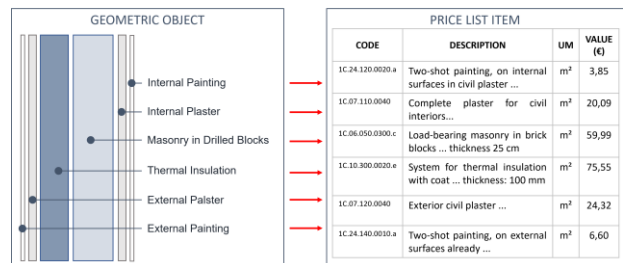 GEOMETRIC OBJECT
Internal Painting
Internal Plaster
Masonry in Drilled Blocks
Thermal Insulation
External Palster
External Painting
PRICE LIST ITEM
CODE DESCRIPTION UM VALUE
(€)
1C.24.120.0020.a Two-shot painting, on internal m² 3,85
surfaces in civil plaster ...
1C.07.110.0040 Complete plaster for civil m² 20,09
interiors...
1C.06.050.0300.c Load-bearing masonry in brick m² 59,99
blocks ... thickness 25 cm
1C.10.300.0020.e System for thermal insulation m² 75,55
with coat ... thickness: 100 mm
1C.07.120.0040 Exterior civil plaster ... m² 24,32
1C.24.140.0010.a Two-shot painting, on external m² 6,60
surfaces already ...